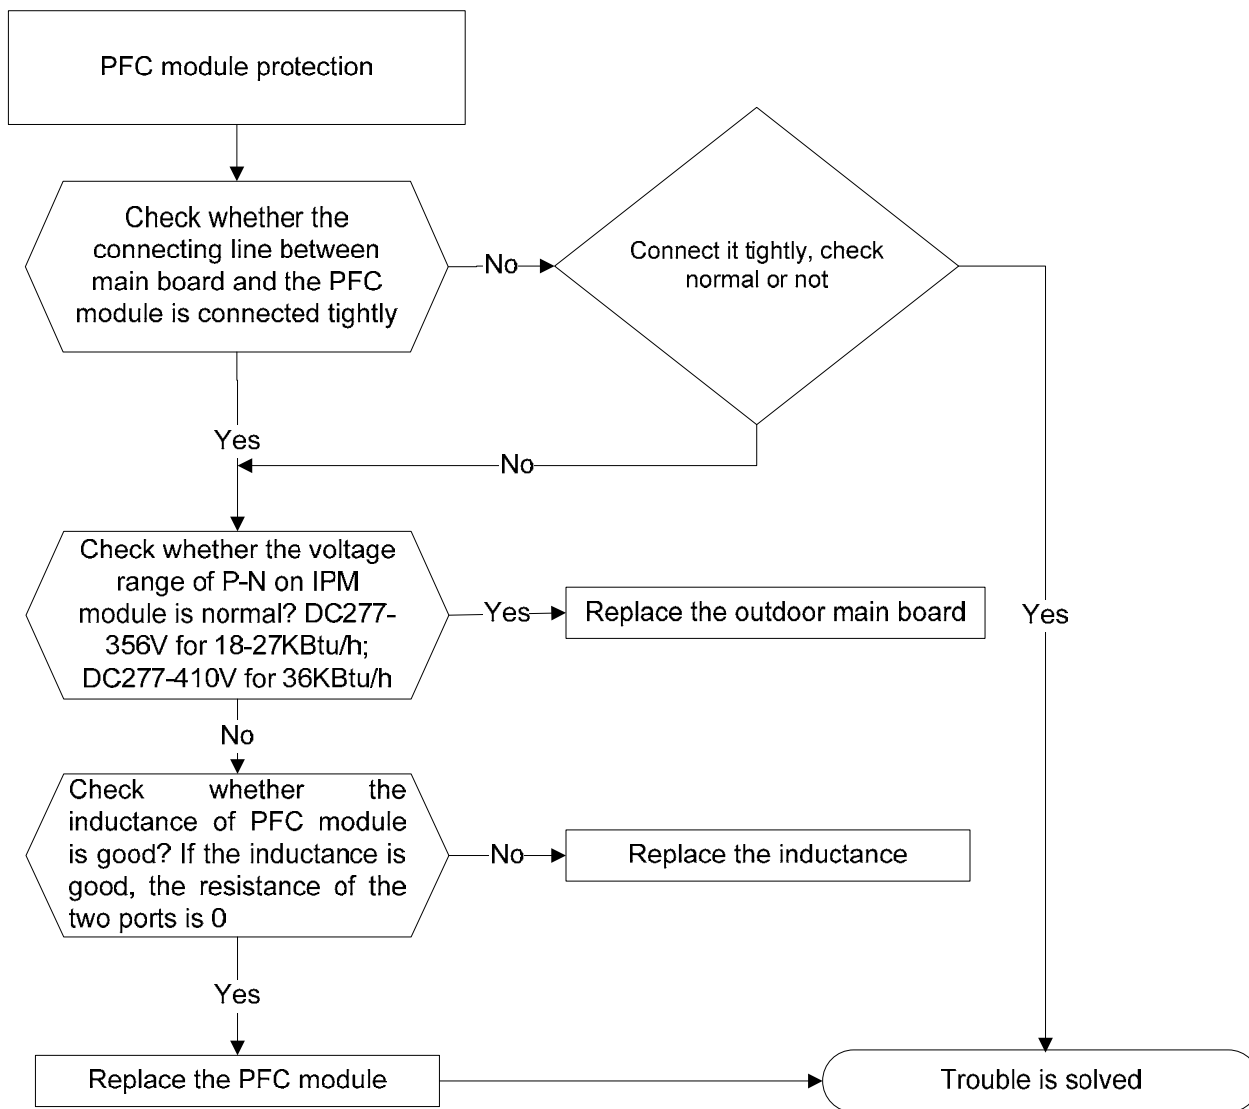 PFC module protection
Check whether the
connecting line between
main board and the PFC
module is connected tightly
No
Connect it tightly, check
normal or not
Yes
No
Check whether the voltage
range of P-N on IPM
module is normal? DC277-
356V for 18-27KBtu/h;
DC277-410V for 36KBtu/h
Yes
Replace the outdoor main board
Yes
No
Check whether the
inductance of PFC module
is good? If the inductance is
good, the resistance of the
two ports is 0
No
Replace the inductance
Yes
Replace the PFC module
Trouble is solved